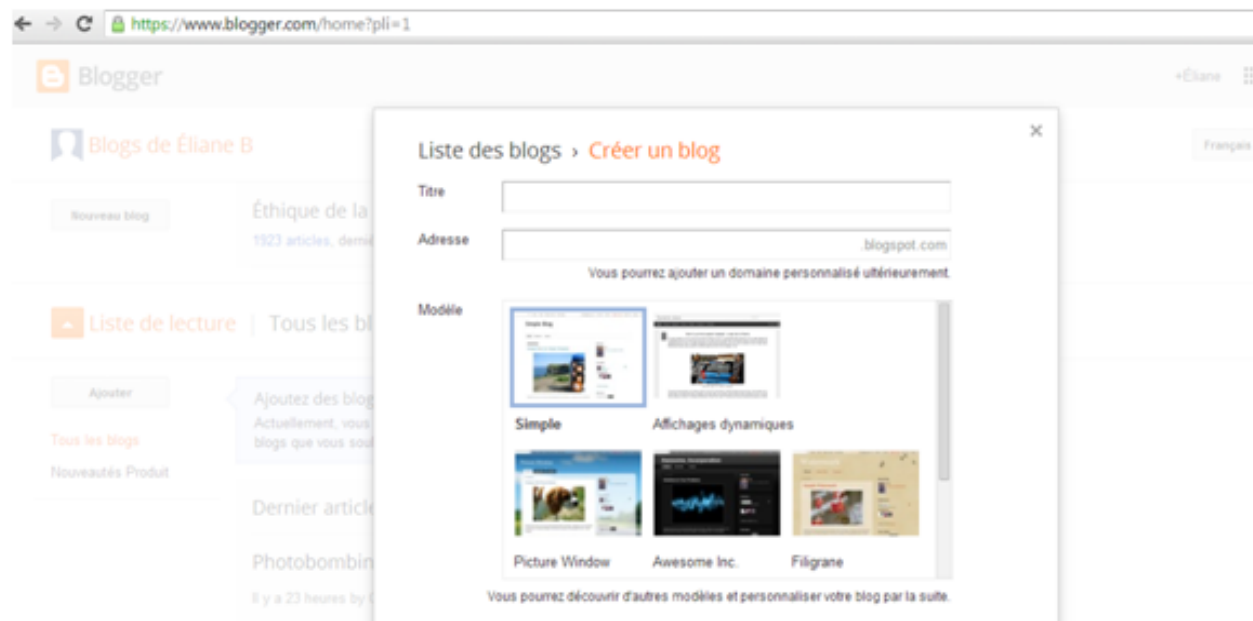 https://www.blogger.com/home?pli=1
Blogger
+Éliane
Blogs de Éliane B
Français
Liste des blogs › Créer un blog
×
Titre
Nouveau blog
Éthique de la
1923 articles, derni
Adresse
.blogspot.com
Vous pourrez ajouter un domaine personnalisé ultérieurement.
Modèle
Liste de lecture | Tous les bl
Simple
Affichages dynamiques
Ajouter
Ajoutez des blog
Actuellement, vous
blogs que vous sou
Tous les blogs
Nouveautés Produit
Dernier article
Picture Window
Awesome Inc.
Filigrane
Photobombin
Il y a 23 heures by
Vous pourrez découvrir d'autres modèles et personnaliser votre blog par la suite.